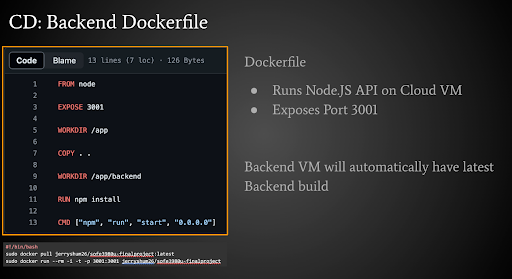 CD: Backend Dockerfile
Code Blame 13 lines (7 loc) · 126 Bytes
1 FROM node
2
3 EXPOSE 3001
4
5 WORKDIR /app
6
7 COPY . .
8
9 WORKDIR /app/backend
10
11 RUN npm install
12
13 CMD ["npm", "run", "start", "0.0.0.0"]
#!/bin/bash
sudo docker pull jerryshum26/sofe3980u-finalproject:latest
sudo docker run --rm -i -t -p 3001:3001 jerryshum26/sofe3980u-finalproject
Dockerfile
● Runs Node.JS API on Cloud VM
● Exposes Port 3001
Backend VM will automatically have latest
Backend build